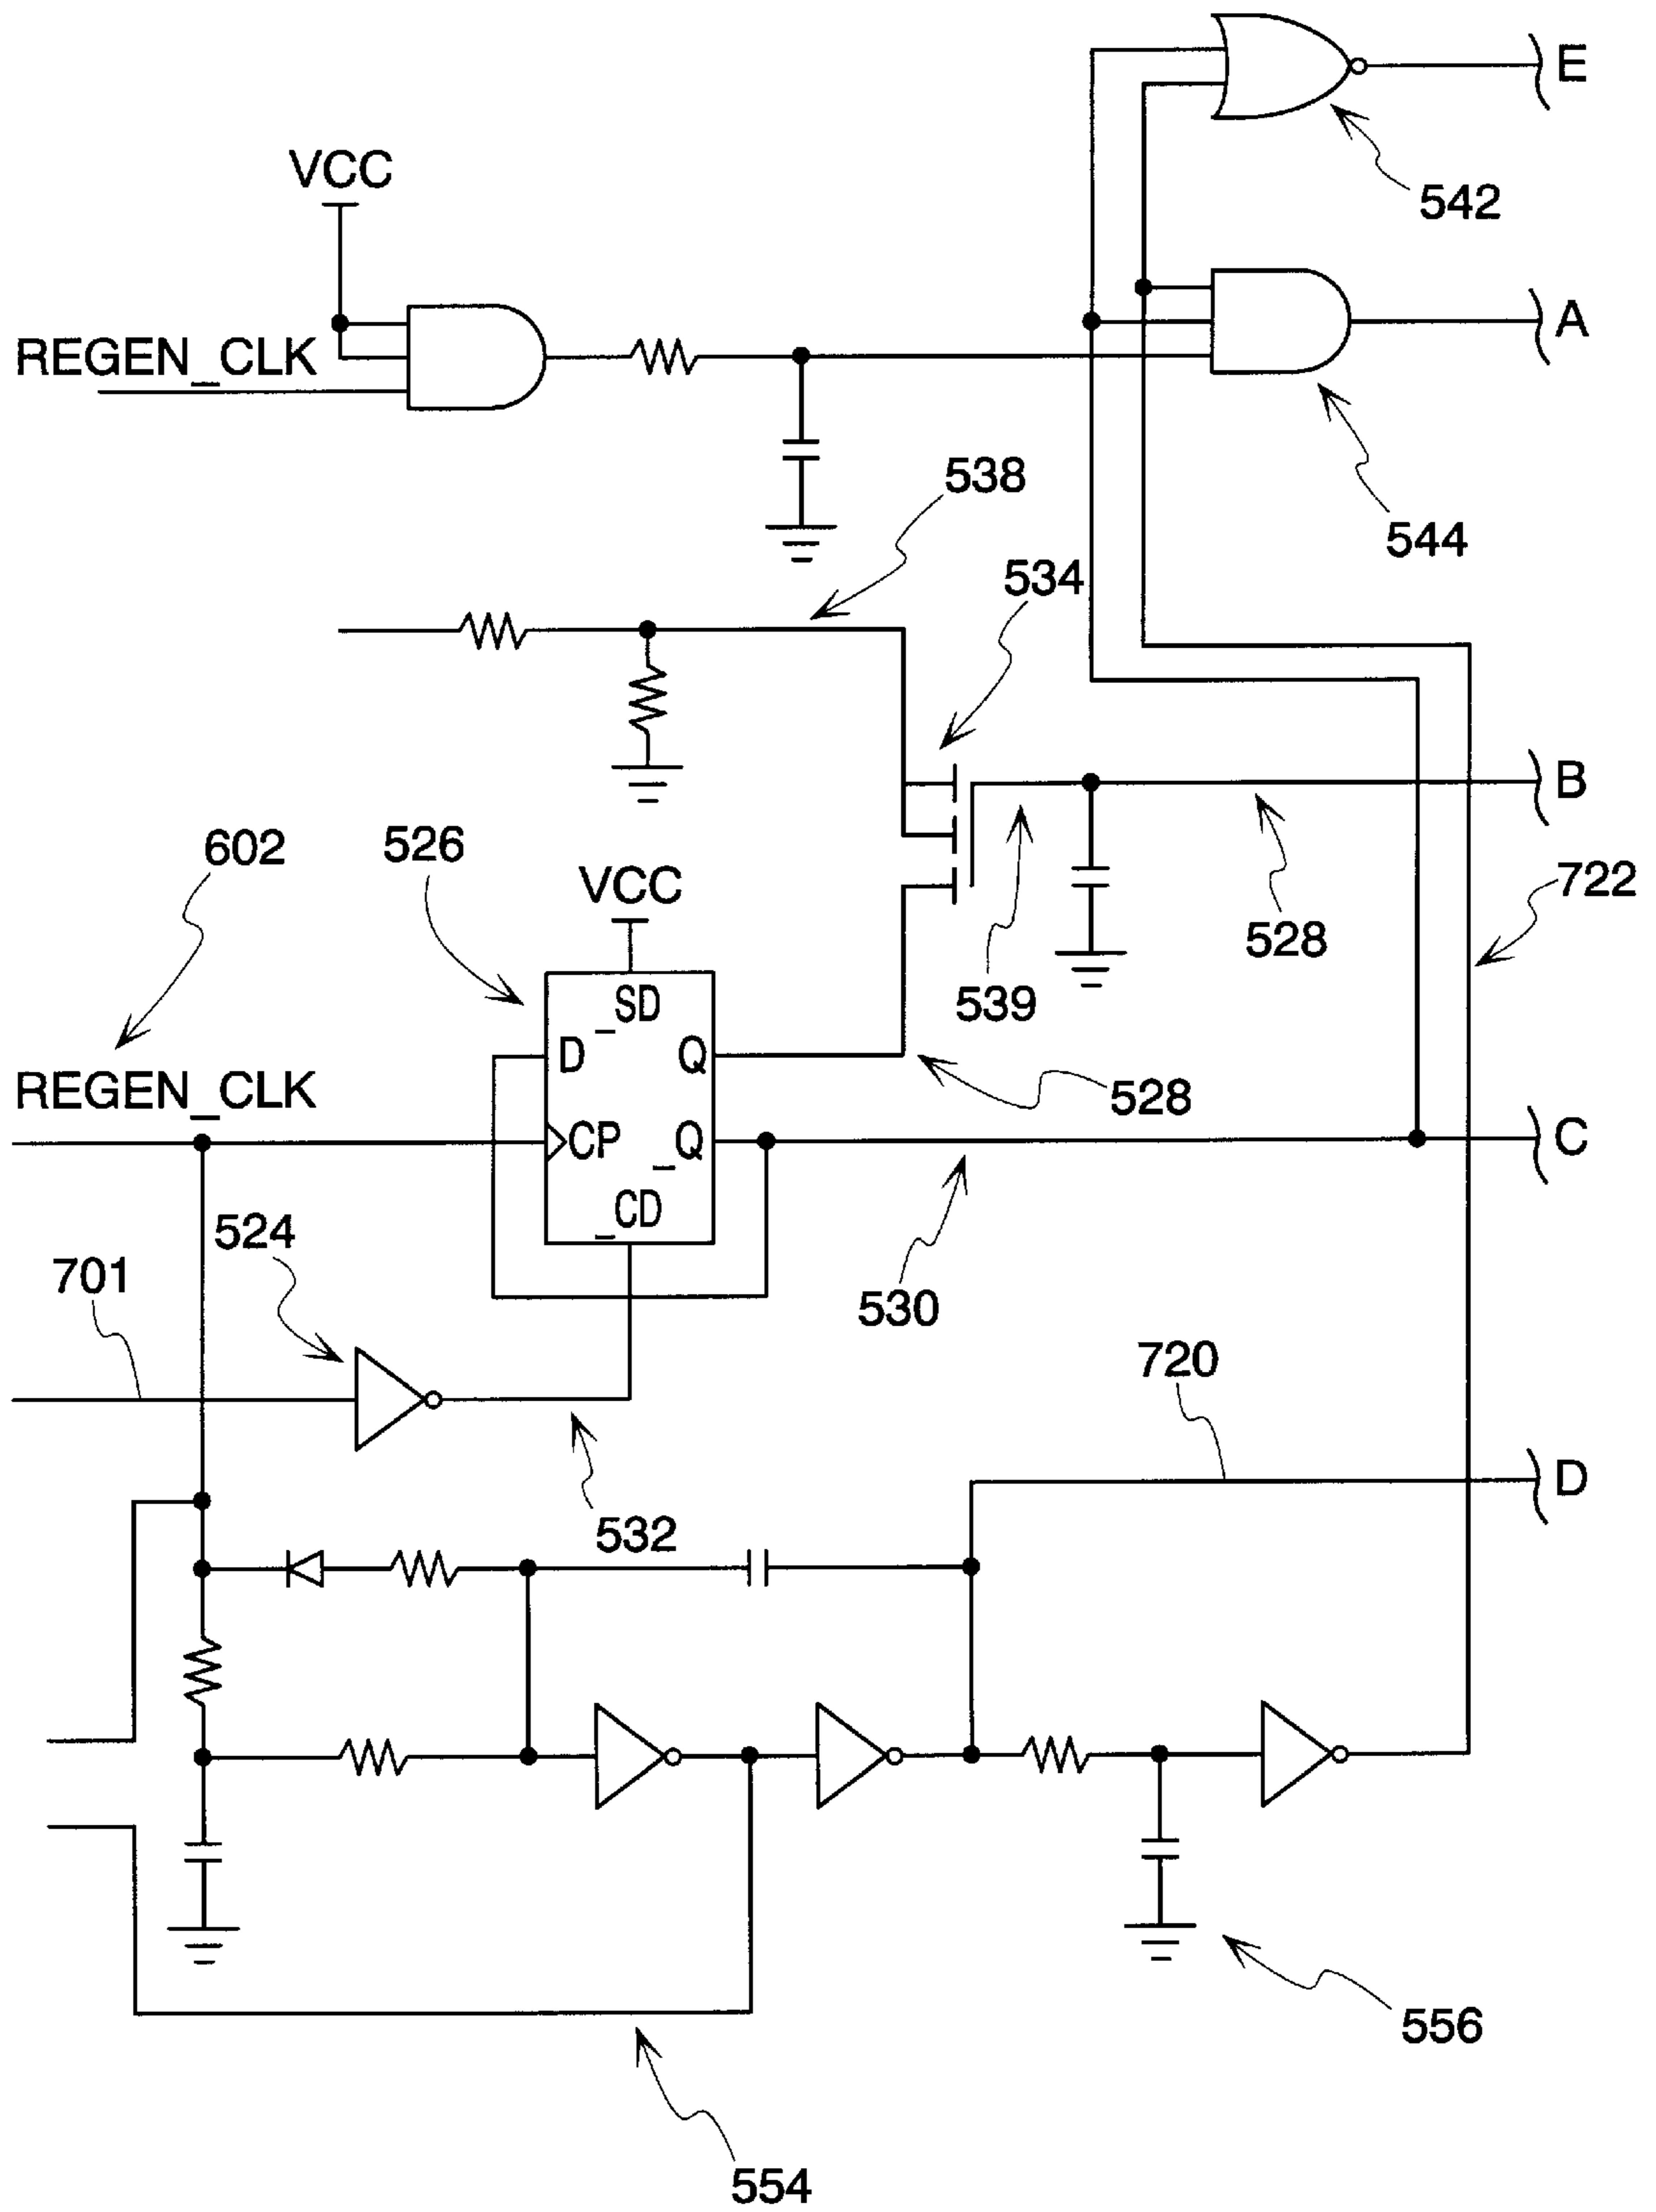 E
542
VCC
A
REGEN_CLK
544
538
534
B
602
526
VCC
722
528
539
SD
D
Q
REGEN_CLK
528
CP
_Q
C
_CD
524
701
530
720
D
532
556
554